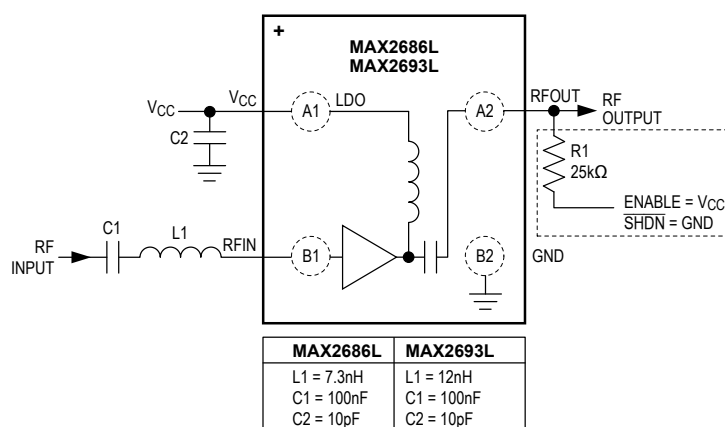 +
MAX2686L
MAX2693L
VCC
VCC
A1
LDO
A2
RFOUT
RF
OUTPUT
C2
R1
25kΩ
ENABLE = VCC
SHDN = GND
C1
L1
RF
INPUT
RFIN
B1
B2
GND
MAX2686L MAX2693L
L1 = 7.3nH L1 = 12nH
C1 = 100nF C1 = 100nF
C2 = 10pF C2 = 10pF